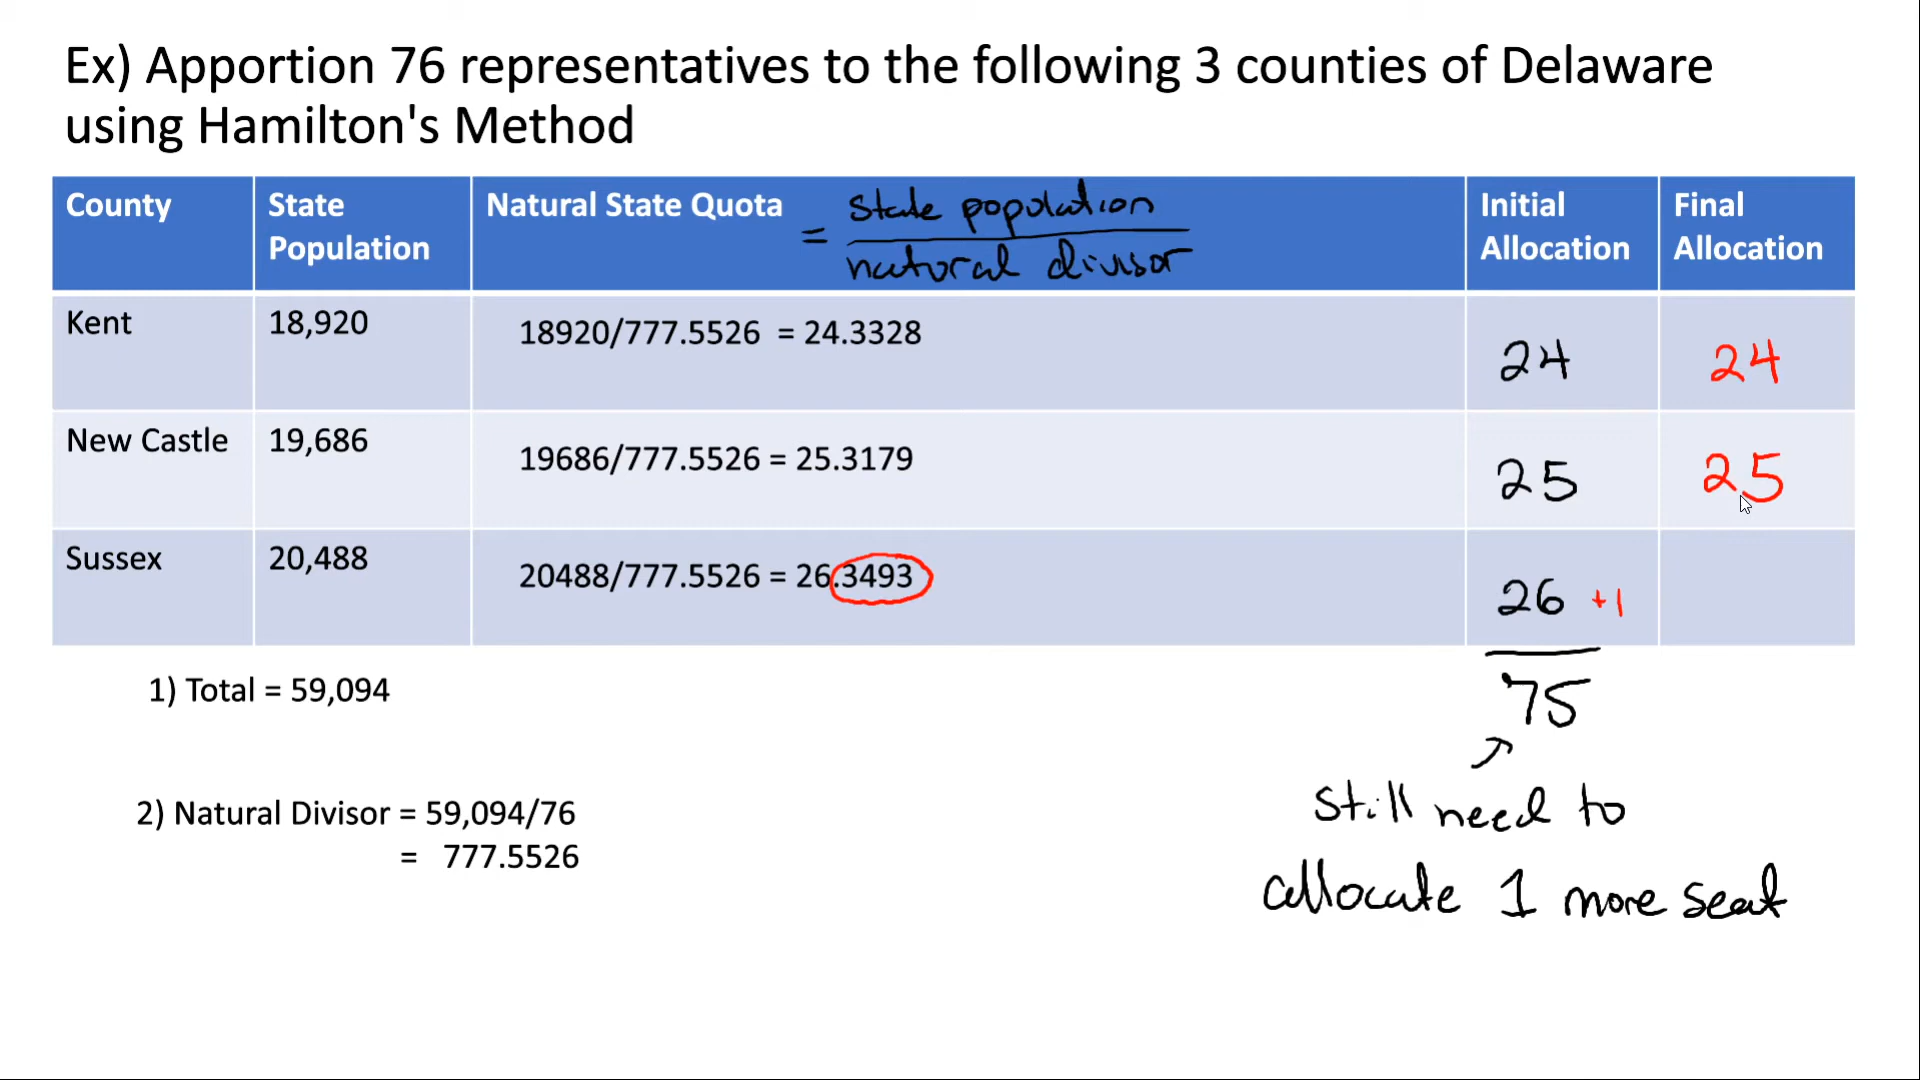 Ex) Apportion 76 representatives to the following 3 counties of Delaware
using Hamilton's Method
County State Population Natural State Quota = state population / natural divisor Initial Allocation Final Allocation
Kent 18,920 18920/777.5526 = 24.3328 24 24
New Castle 19,686 19686/777.5526 = 25.3179 25 25
Sussex 20,488 20488/777.5526 = 26.3493 26 +1
75
1) Total = 59,094
still need to
allocate 1 more seat
2) Natural Divisor = 59,094/76
= 777.5526